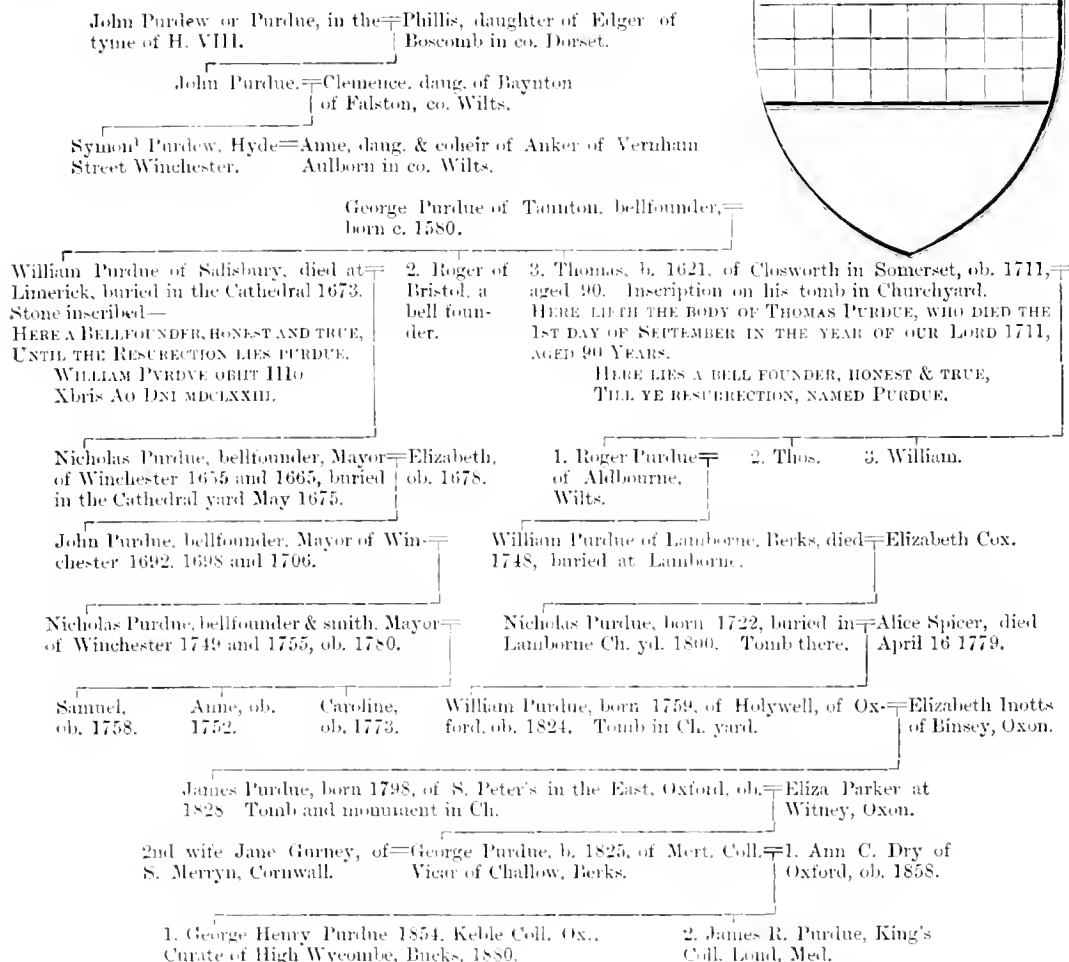 John Purdew or Purdue, in the=Phillis, daughter of Edger of
tyme of H. VIII. Boscomb in co. Dorset.
John Purdue.=Clemence, daug. of Baynton
of Falston, co. Wilts.
Symon Purdew, Hyde=Anne, daug. & coheir of Anker of Vernham
Street Winchester. Aulborn in co. Wilts.
George Purdue of Taunton, bellfounder,=
born c. 1580.
William Purdue of Salisbury, died at=
Limerick, buried in the Cathedral 1673.
Stone inscribed—
HERE A BELLFOUNDER, HONEST AND TRUE,
UNTIL THE RESURECTION LIES PURDUE.
WILLIAM PVRDVE OBIIT IIIo
Xbris Ao DNI MDCLXXIII.
2. Roger of
Bristol, a
bell foun-
der.
3. Thomas, b. 1621, of Closworth in Somerset, ob. 1711,=
aged 90. Inscription on his tomb in Churchyard.
HERE LIETH THE BODY OF THOMAS PURDUE, WHO DIED THE
1ST DAY OF SEPTEMBER IN THE YEAR OF OUR LORD 1711,
AGED 90 YEARS.
HERE LIES A BELL FOUNDER, HONEST & TRUE,
TILL YE RESURRECTION, NAMED PURDUE.
Nicholas Purdue, bellfounder, Mayor=Elizabeth,
of Winchester 1655 and 1665, buried ob. 1678.
in the Cathedral yard May 1675.
1. Roger Purdue=
of Aldbourne,
Wilts.
2. Thos.
3. William.
John Purdue, bellfounder, Mayor of Win-=
chester 1692, 1698 and 1706.
William Purdue of Lamborne, Berks, died=Elizabeth Cox.
1748, buried at Lamborne.
Nicholas Purdue, bellfounder & smith, Mayor=
of Winchester 1749 and 1755, ob. 1780.
Nicholas Purdue, born 1722, buried in=Alice Spicer, died
Lamborne Ch. yd. 1800. Tomb there. April 16 1779.
Samuel,
ob. 1758.
Anne, ob.
1752.
Caroline,
ob. 1773.
William Purdue, born 1759, of Holywell, of Ox-=Elizabeth Inotts
ford, ob. 1824. Tomb in Ch. yard. of Binsey, Oxon.
James Purdue, born 1798, of S. Peter's in the East, Oxford, ob.=Eliza Parker at
1828 Tomb and monument in Ch. Witney, Oxon.
2nd wife Jane Gurney, of=George Purdue, b. 1825, of Mert. Coll.=1. Ann C. Dry of
S. Merryn, Cornwall. Vicar of Challow, Berks. Oxford, ob. 1858.
1. George Henry Purdue 1854, Keble Coll. Ox.,
Curate of High Wycombe, Bucks, 1880.
2. James R. Purdue, King's
Coll. Lond, Med.